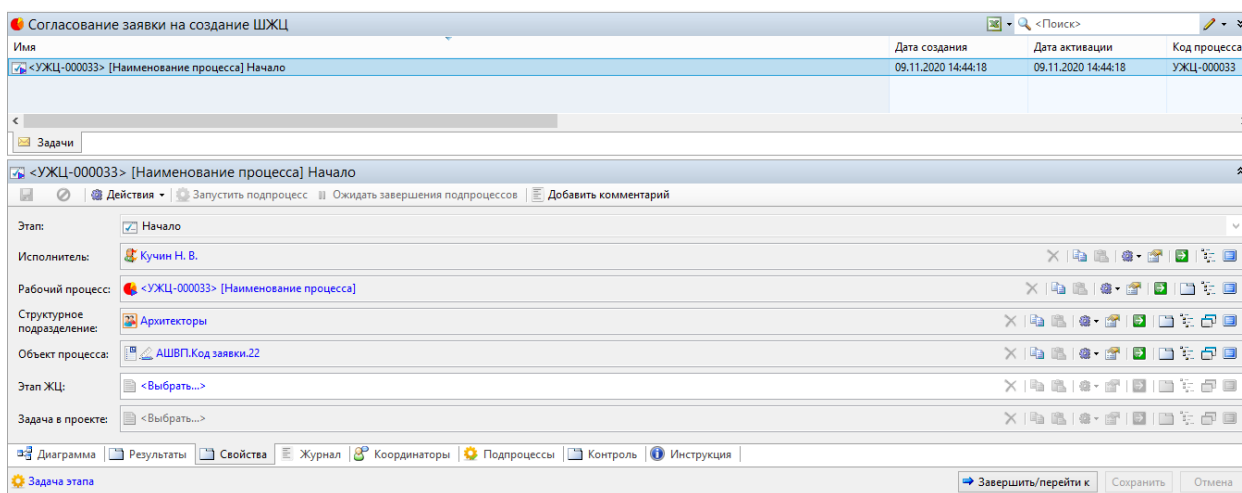 Согласование заявки на создание ШЖЦ <Поиск>
Имя Дата создания Дата активации Код процесса
<УЖЦ-000033> [Наименование процесса] Начало 09.11.2020 14:44:18 09.11.2020 14:44:18 УЖЦ-000033
Задачи
<УЖЦ-000033> [Наименование процесса] Начало
Действия Запустить подпроцесс Ожидать завершения подпроцессов Добавить комментарий
Этап: Начало
Исполнитель: Кучин Н. В.
Рабочий процесс: <УЖЦ-000033> [Наименование процесса]
Структурное
подразделение: Архитекторы
Объект процесса: АШВП.Код заявки.22
Этап ЖЦ: <Выбрать...>
Задача в проекте: <Выбрать...>
Диаграмма Результаты Свойства Журнал Координаторы Подпроцессы Контроль Инструкция
Задача этапа Завершить/перейти к Сохранить Отмена